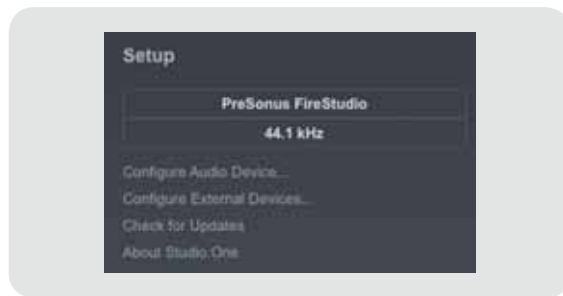 Setup
PreSonus FireStudio
44.1 kHz
Configure Audio Device...
Configure External Devices...
Check for Updates
About Studio One